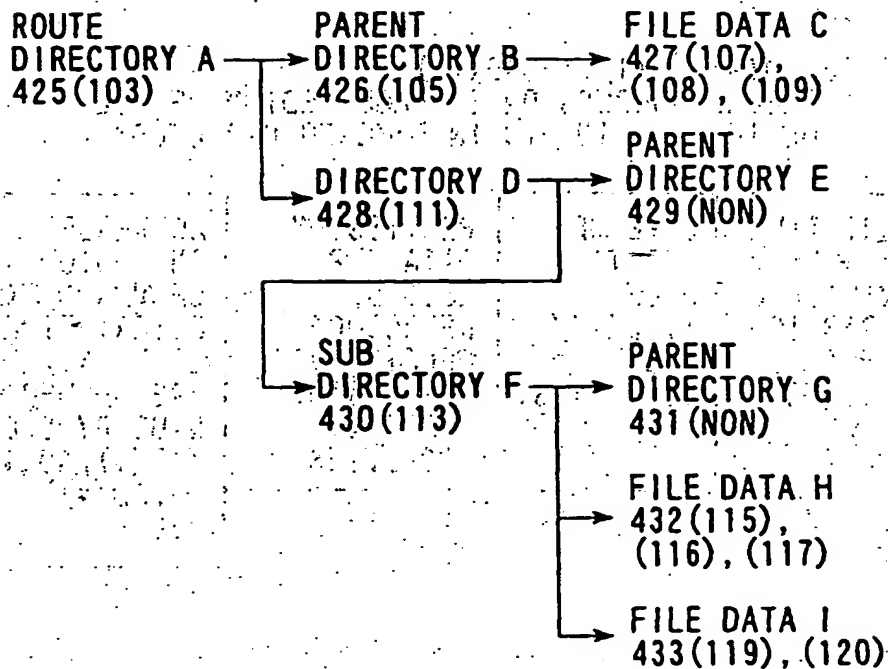 ROUTE
DIRECTORY A
425(103)
PARENT
DIRECTORY B
426(105)
FILE DATA C
427(107),
(108), (109)
DIRECTORY D
428(111)
PARENT
DIRECTORY E
429(NON)
SUB
DIRECTORY F
430(113)
PARENT
DIRECTORY G
431(NON)
FILE DATA H
432(115),
(116), (117)
FILE DATA I
433(119), (120)